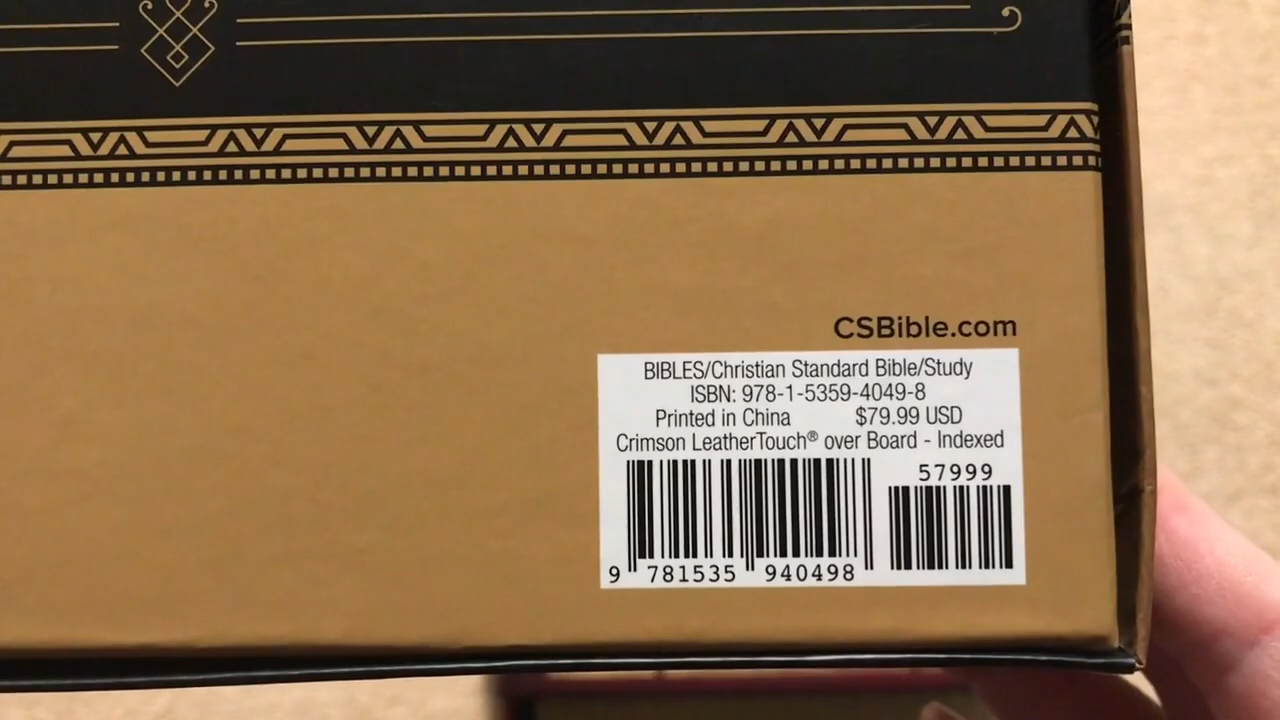 CSBible.com
BIBLES/Christian Standard Bible/Study
ISBN: 978-1-5359-4049-8
Printed in China $79.99 USD
Crimson LeatherTouch® over Board - Indexed
57999
9 781535 940498